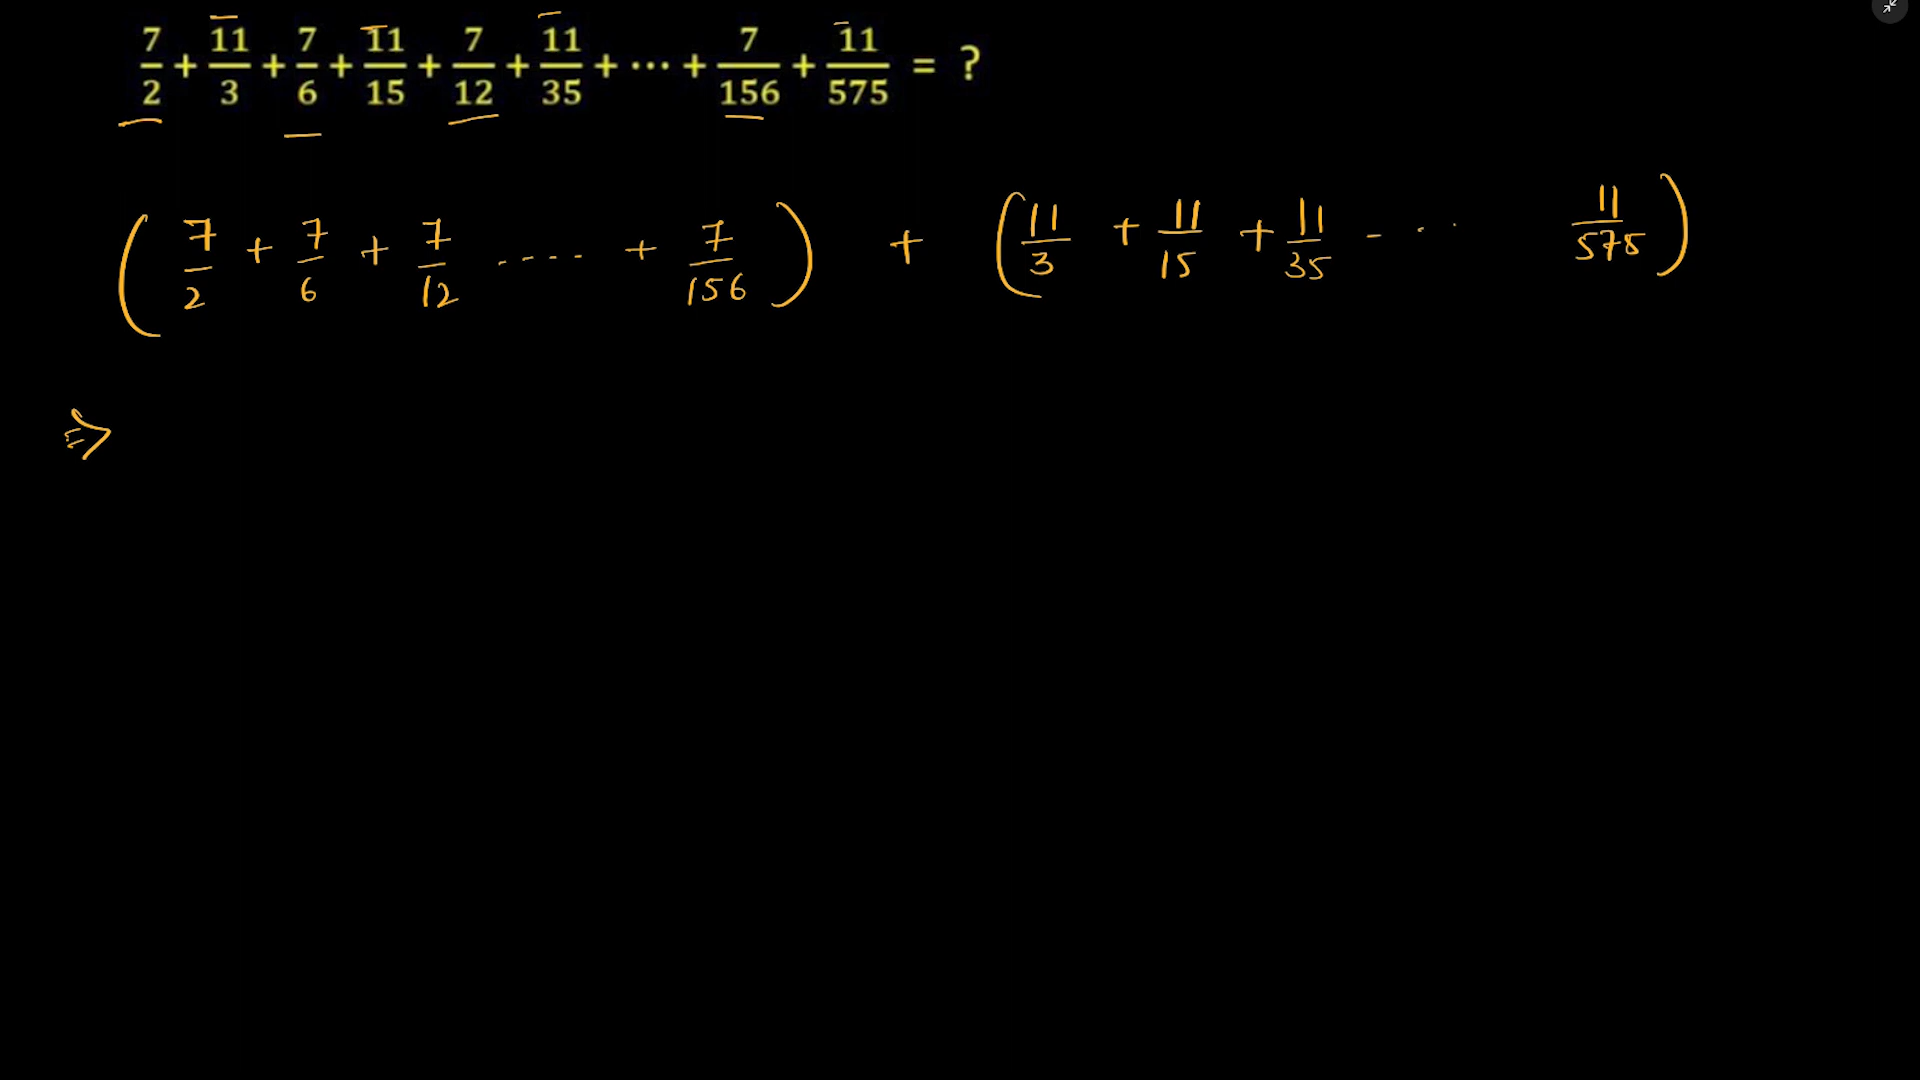 7/2 + 11/3 + 7/6 + 11/15 + 7/12 + 11/35 + ⋯ + 7/156 + 11/575 = ?
( 7/2 + 7/6 + 7/12 ..... + 7/156 ) + ( 11/3 + 11/15 + 11/35 - ... 11/575 )
⇒